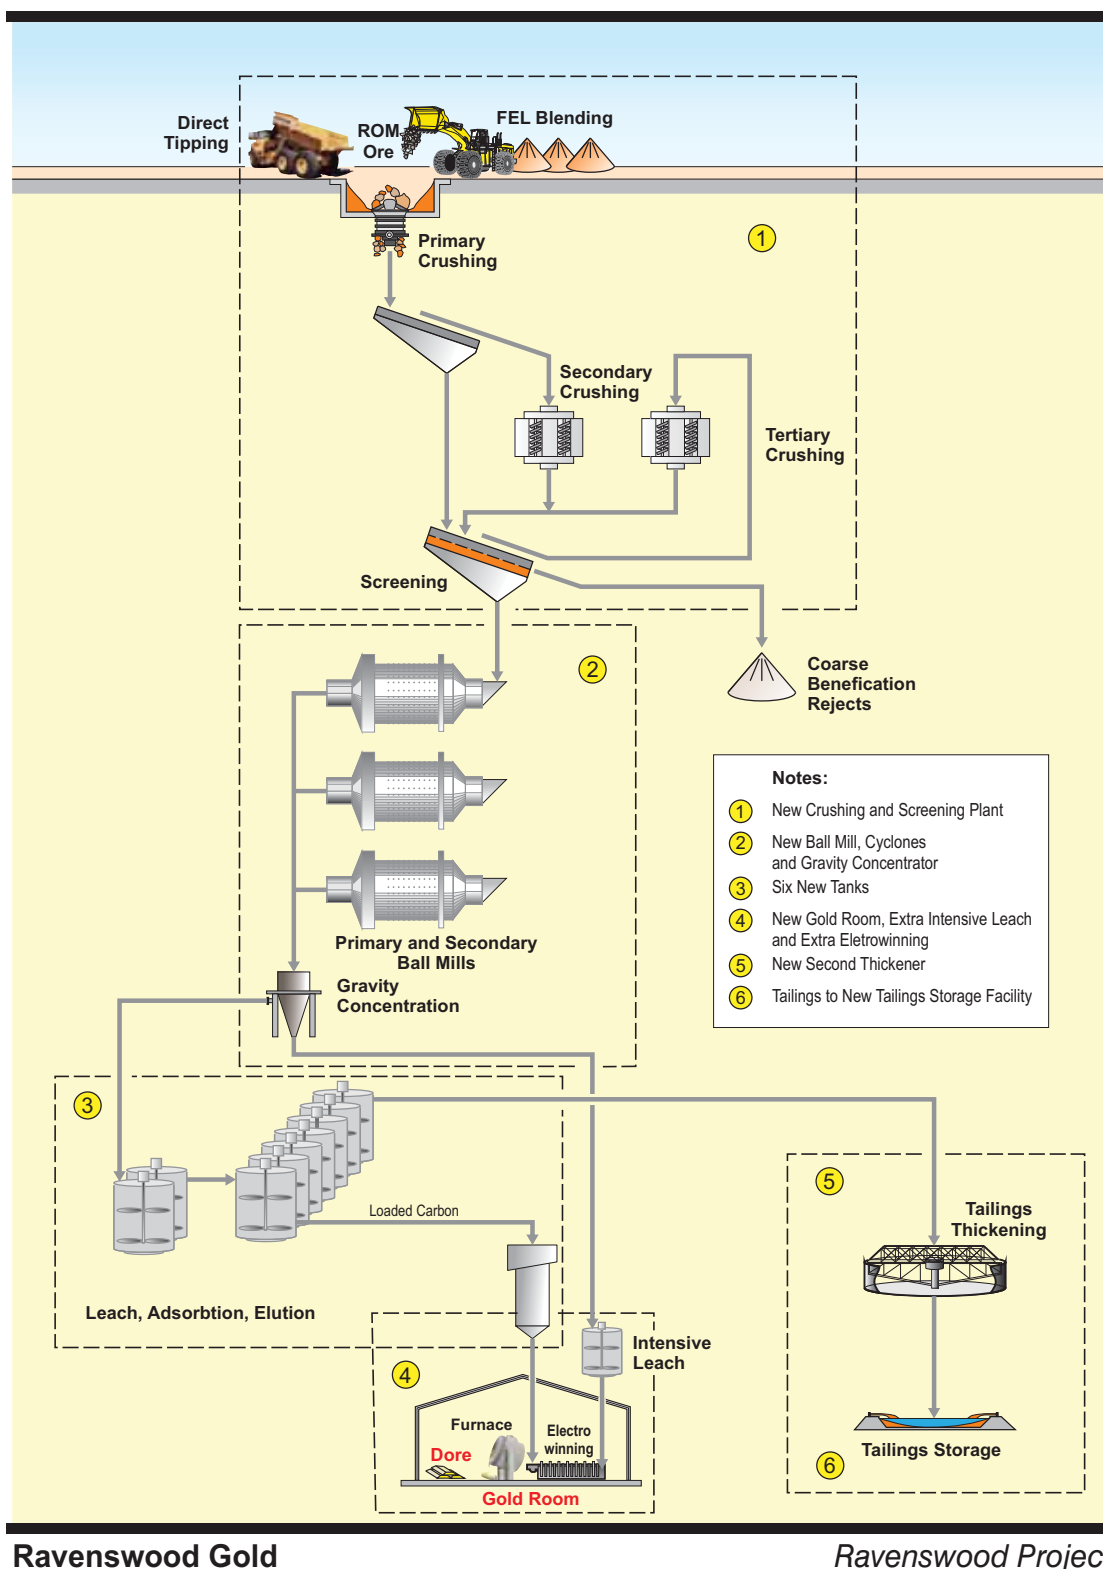 Direct
Tipping
ROM
Ore
FEL Blending
1
Primary
Crushing
Secondary
Crushing
Tertiary
Crushing
Screening
2
Coarse
Benefication
Rejects
Notes:
1 New Crushing and Screening Plant
2 New Ball Mill, Cyclones
and Gravity Concentrator
3 Six New Tanks
4 New Gold Room, Extra Intensive Leach
and Extra Eletrowinning
5 New Second Thickener
6 Tailings to New Tailings Storage Facility
Primary and Secondary
Ball Mills
Gravity
Concentration
3
5
Tailings
Thickening
Loaded Carbon
Leach, Adsorbtion, Elution
Intensive
Leach
4
Furnace
Electro
winning
Dore
Gold Room
Tailings Storage
6
Ravenswood Gold
Ravenswood Projec